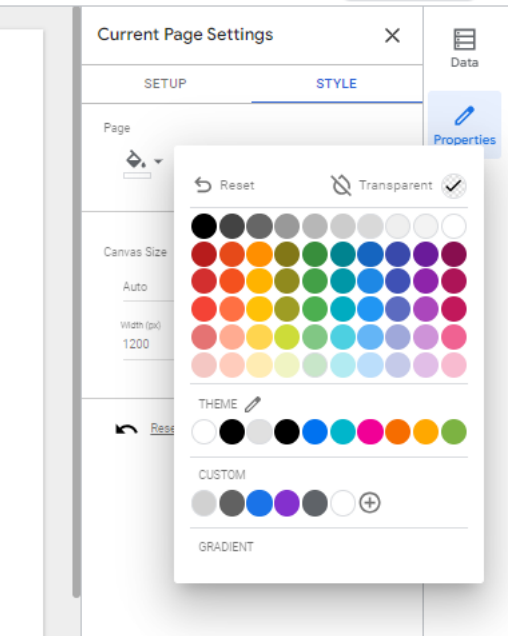 Current Page Settings
Data
SETUP
STYLE
Properties
Page
Reset
Transparent
Canvas Size
Auto
Width (px)
1200
THEME
Rese
CUSTOM
GRADIENT